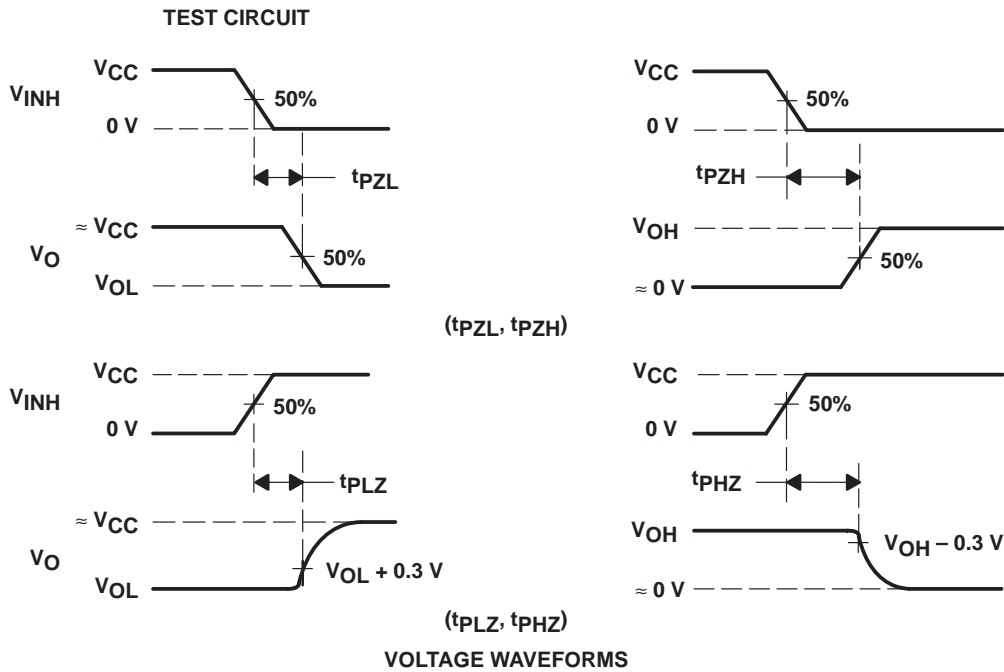 TEST CIRCUIT
VCC
VINH
50%
0 V
tPZL
≈ VCC
VO
50%
VOL
VCC
50%
0 V
tPZH
VOH
50%
≈ 0 V
(tPZL, tPZH)
VCC
VINH
50%
0 V
tPLZ
≈ VCC
VO
VOL + 0.3 V
VOL
VCC
50%
0 V
tPHZ
VOH
VOH – 0.3 V
≈ 0 V
(tPLZ, tPHZ)
VOLTAGE WAVEFORMS